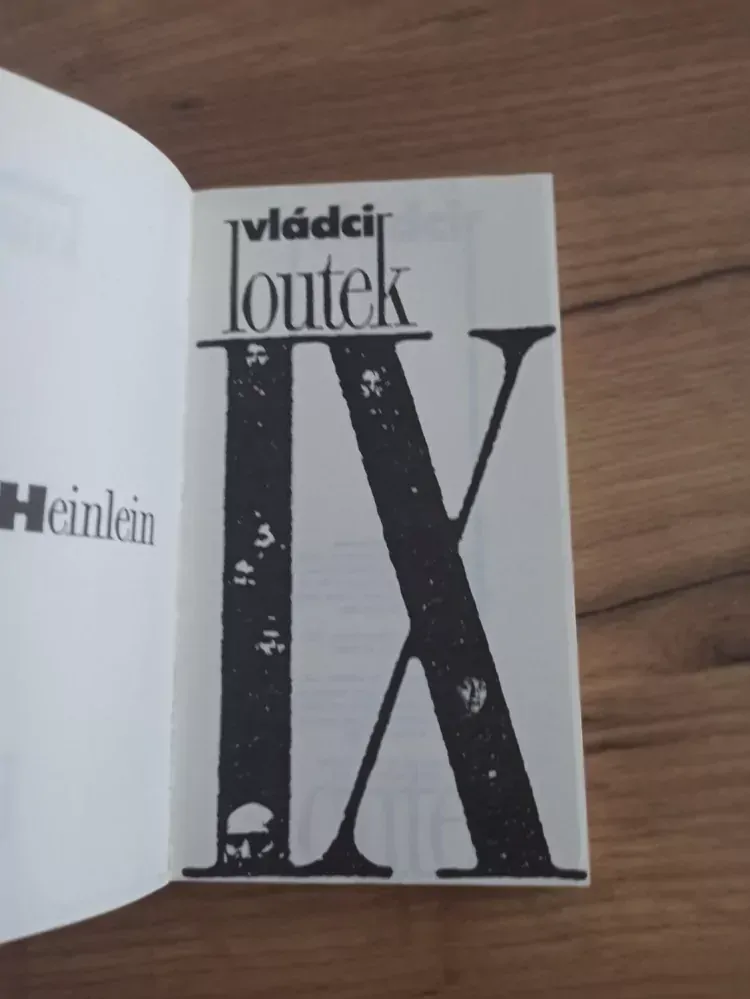 Heinlein
vládci
loutek
IX